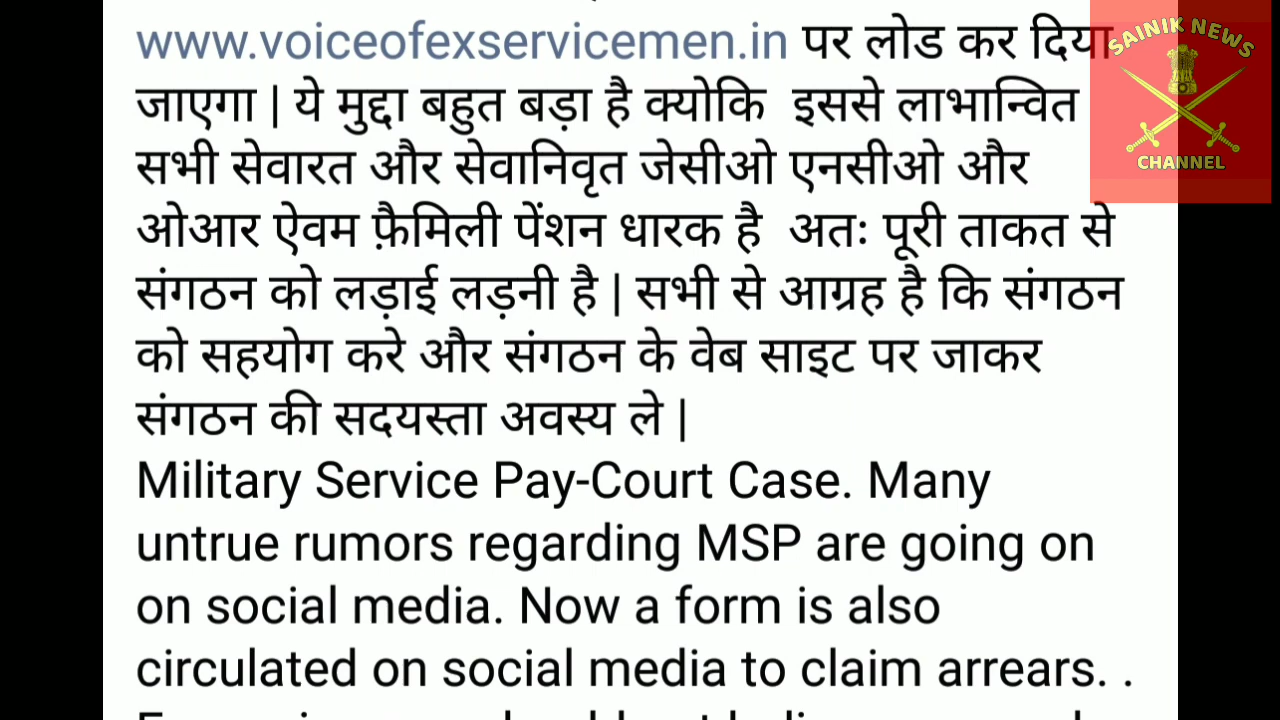 www.voiceofexservicemen.in पर लोड कर दिया
जाएगा | ये मुद्दा बहुत बड़ा है क्योकि इससे लाभान्वित
सभी सेवारत और सेवानिवृत जेसीओ एनसीओ और
ओआर ऐवम फ़ैमिली पेंशन धारक है अतः पूरी ताकत से
संगठन को लड़ाई लड़नी है | सभी से आग्रह है कि संगठन
को सहयोग करे और संगठन के वेब साइट पर जाकर
संगठन की सदयस्ता अवस्य ले |
Military Service Pay-Court Case. Many
untrue rumors regarding MSP are going on
on social media. Now a form is also
circulated on social media to claim arrears. .
SAINIK NEWS
CHANNEL